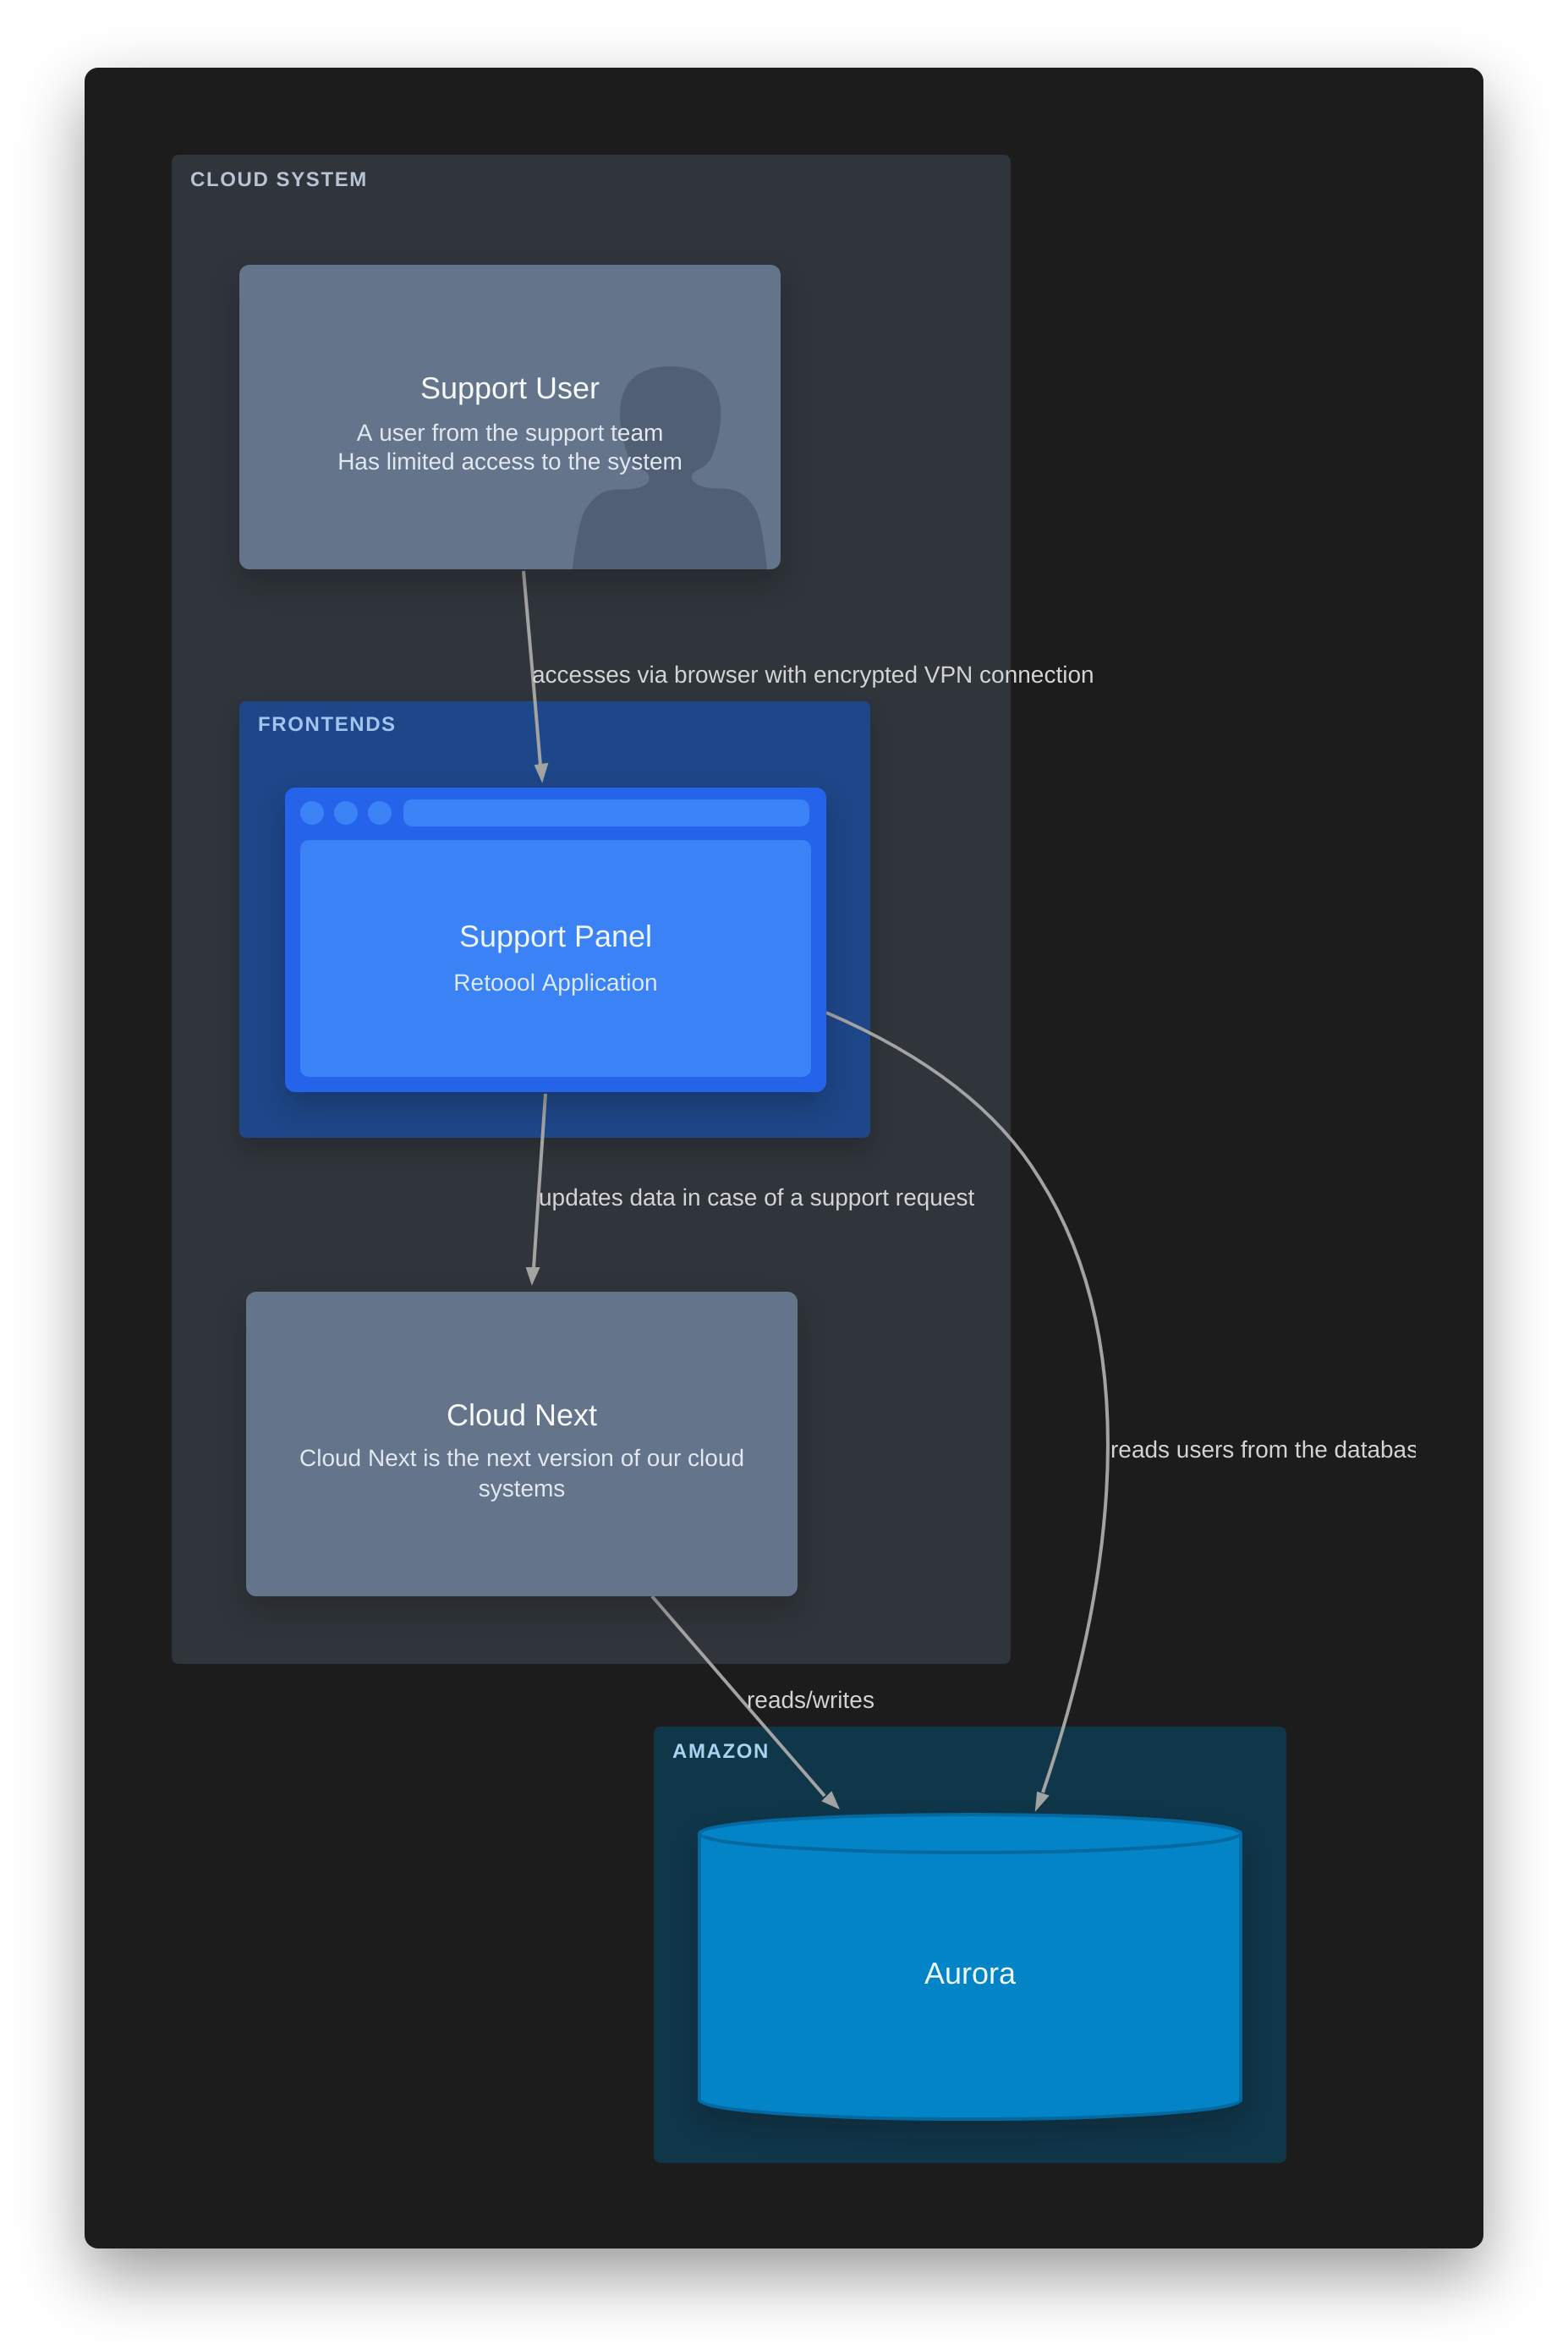 CLOUD SYSTEM
Support User
A user from the support team
Has limited access to the system
accesses via browser with encrypted VPN connection
FRONTENDS
Support Panel
Retoool Application
updates data in case of a support request
Cloud Next
Cloud Next is the next version of our cloud
systems
reads users from the databas
reads/writes
AMAZON
Aurora